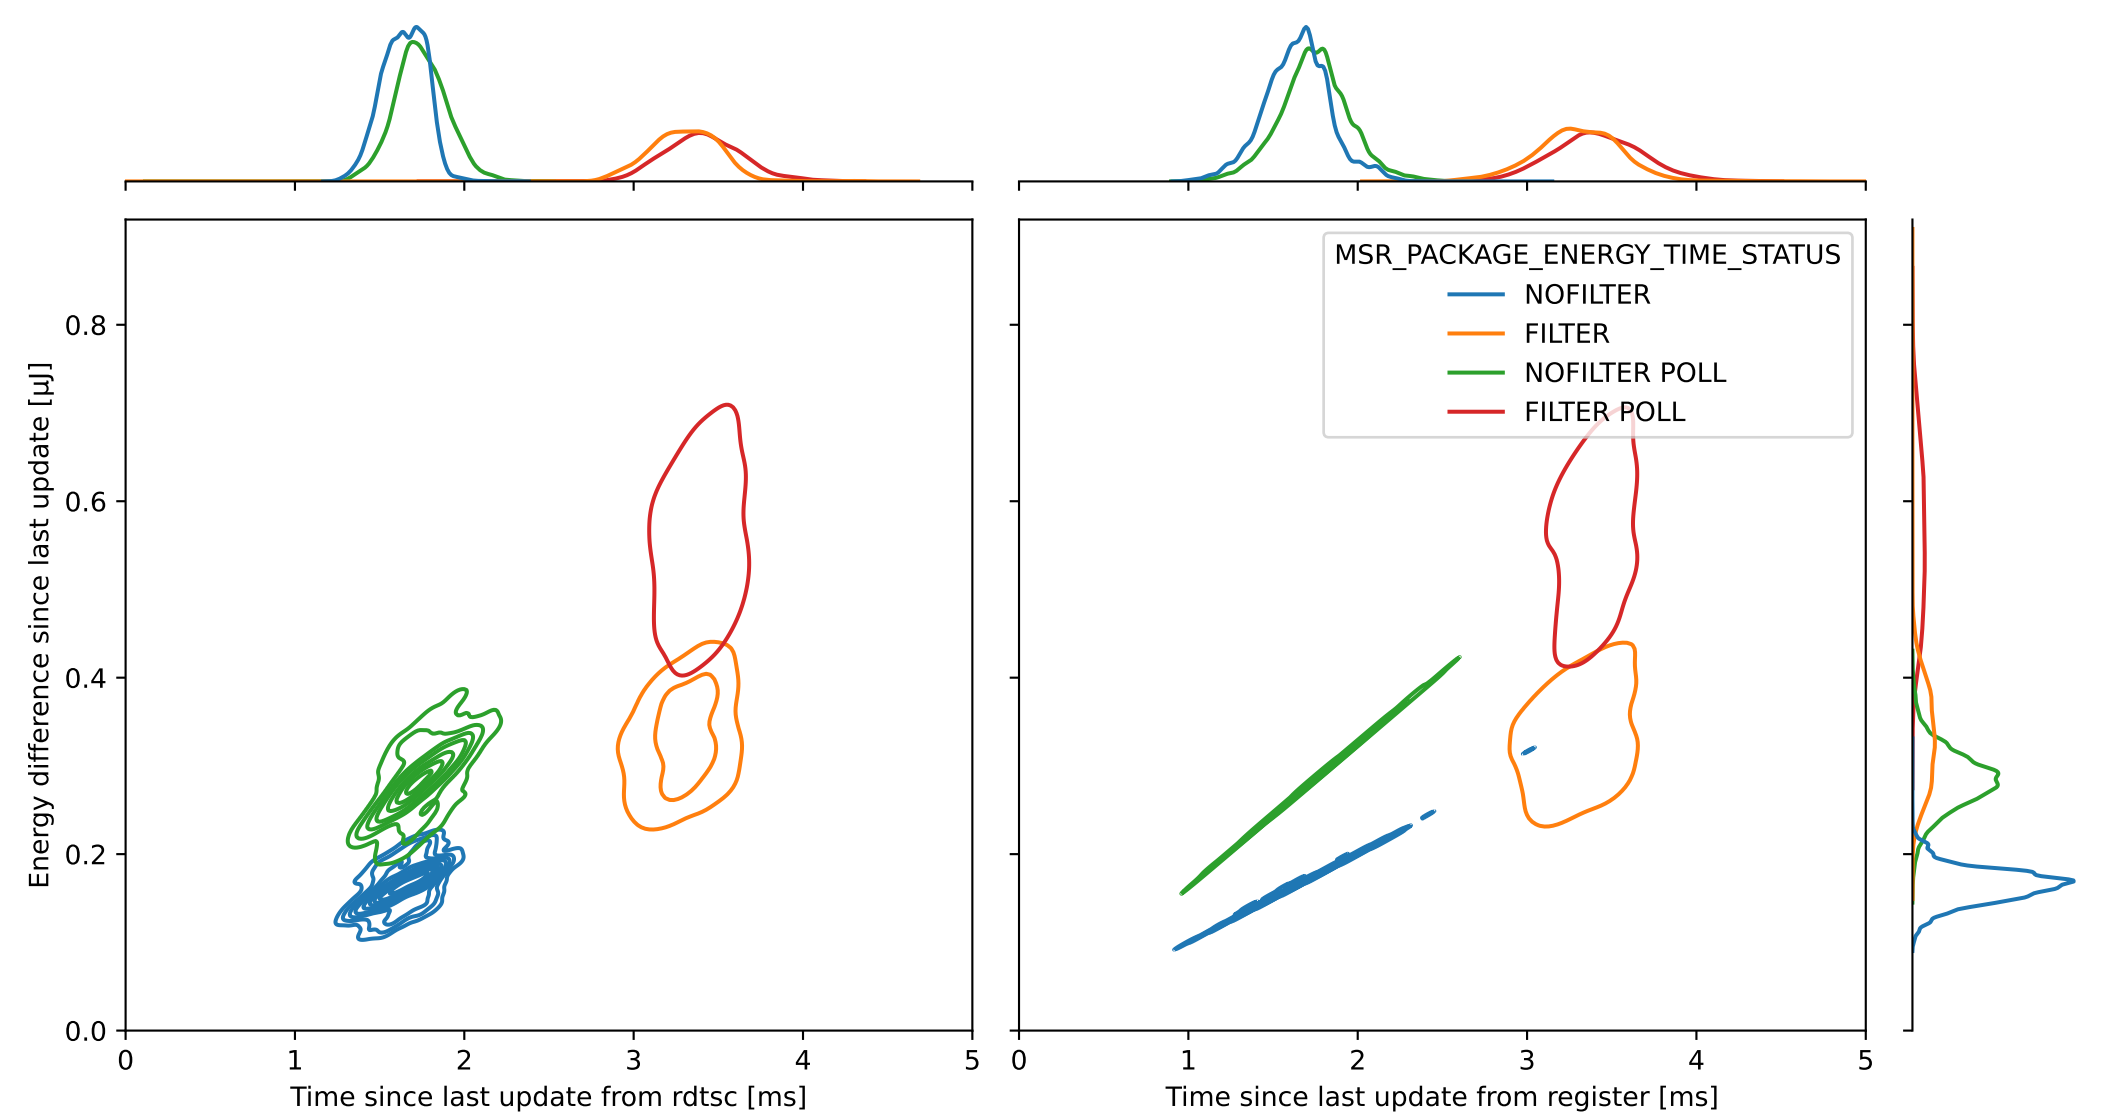 MSR_PACKAGE_ENERGY_TIME_STATUS
NOFILTER
FILTER
NOFILTER POLL
FILTER POLL
Energy difference since last update [µJ]
0.8
0.6
0.4
0.2
0.0
0 1 2 3 4 5
0 1 2 3 4 5
Time since last update from rdtsc [ms]
Time since last update from register [ms]